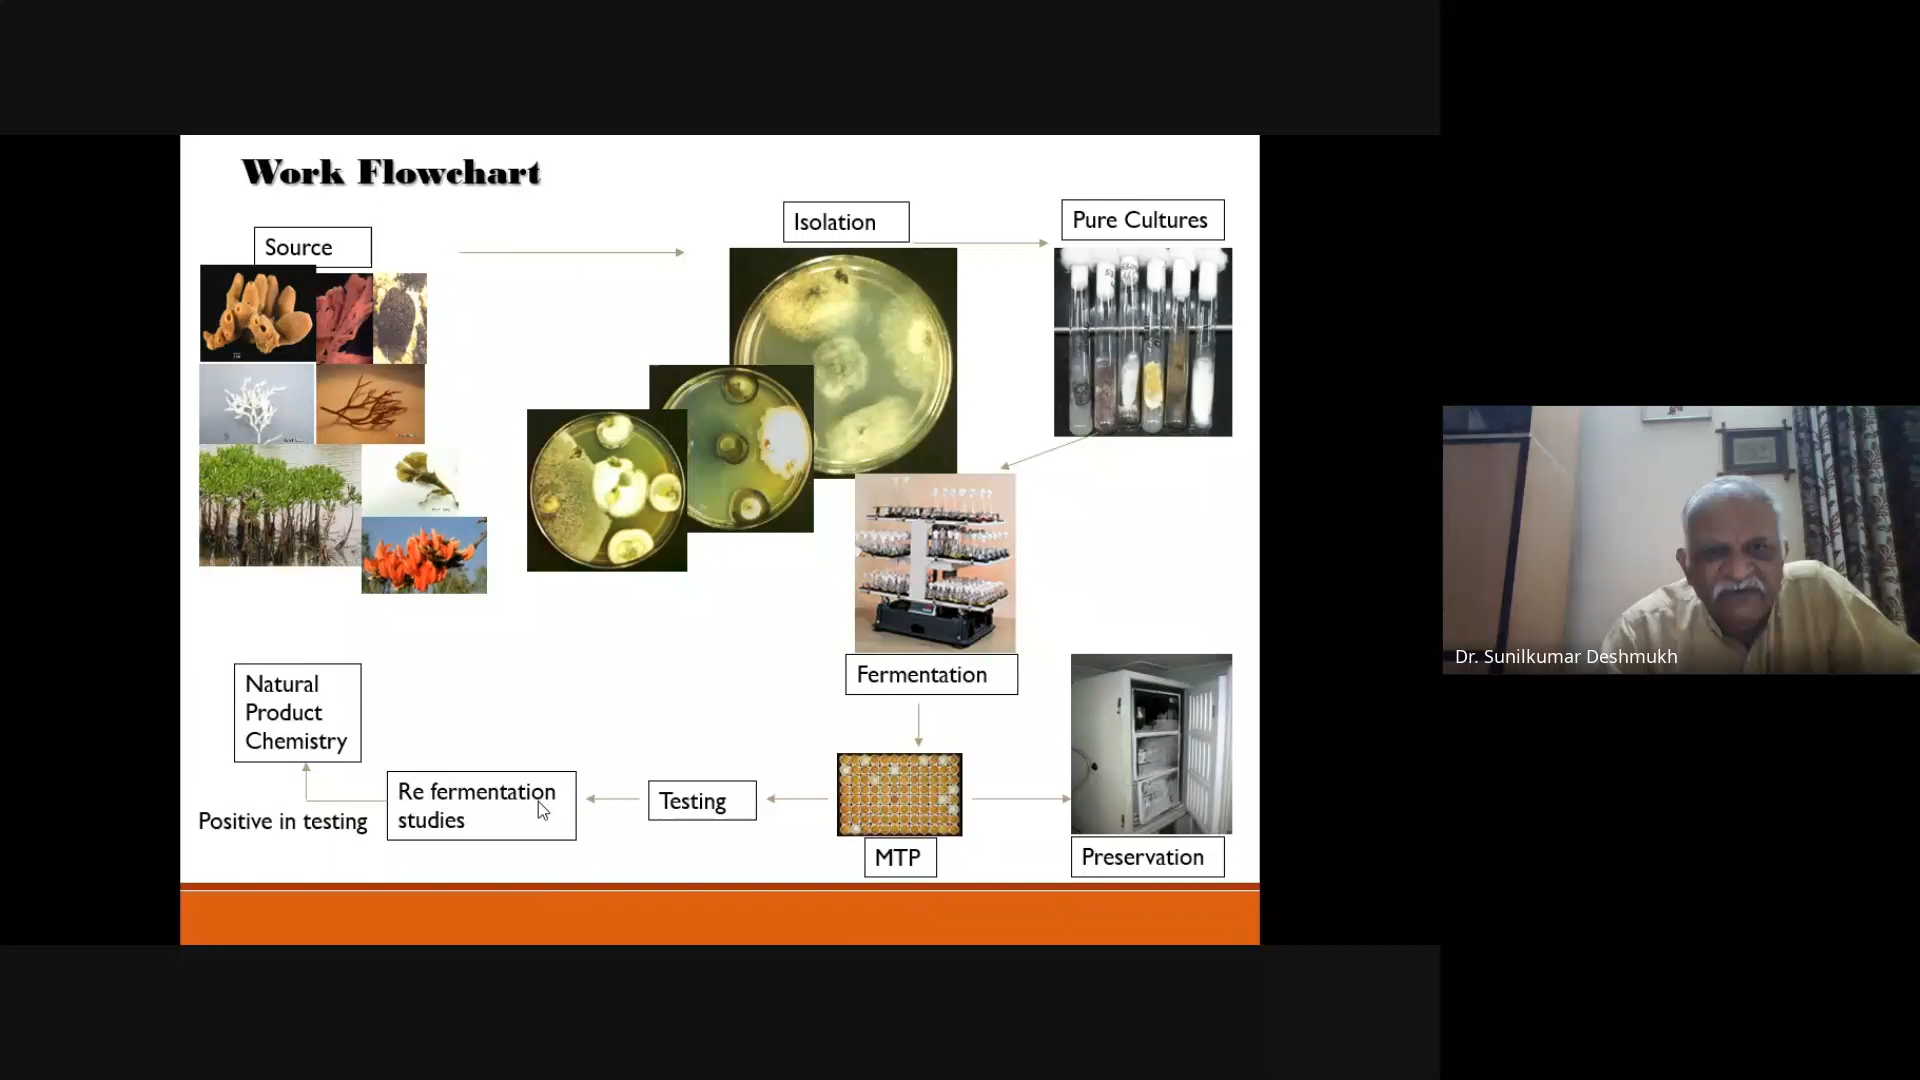 Work Flowchart
Source
Isolation
Pure Cultures
Fermentation
Natural
Product
Chemistry
Positive in testing
Re fermentation
studies
Testing
MTP
Preservation
Dr. Sunilkumar Deshmukh